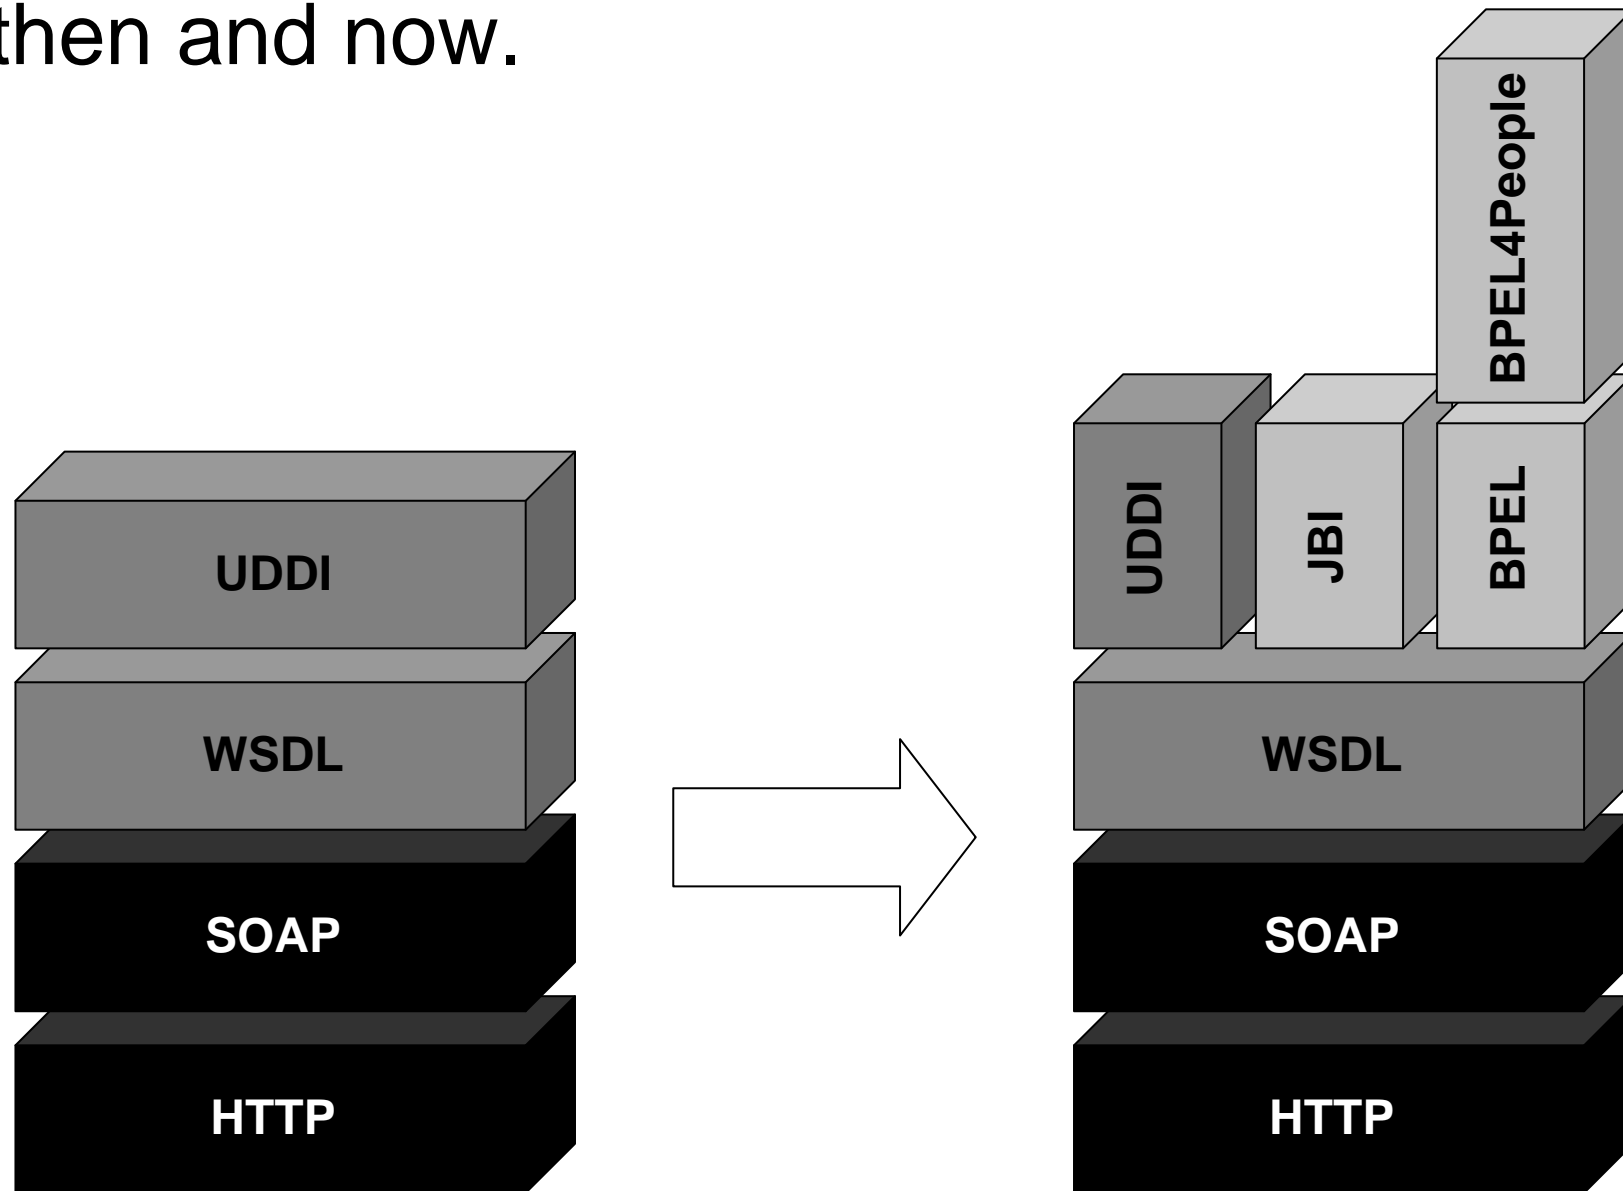 then and now.
UDDI
WSDL
SOAP
HTTP
BPEL4People
UDDI
JBI
BPEL
WSDL
SOAP
HTTP